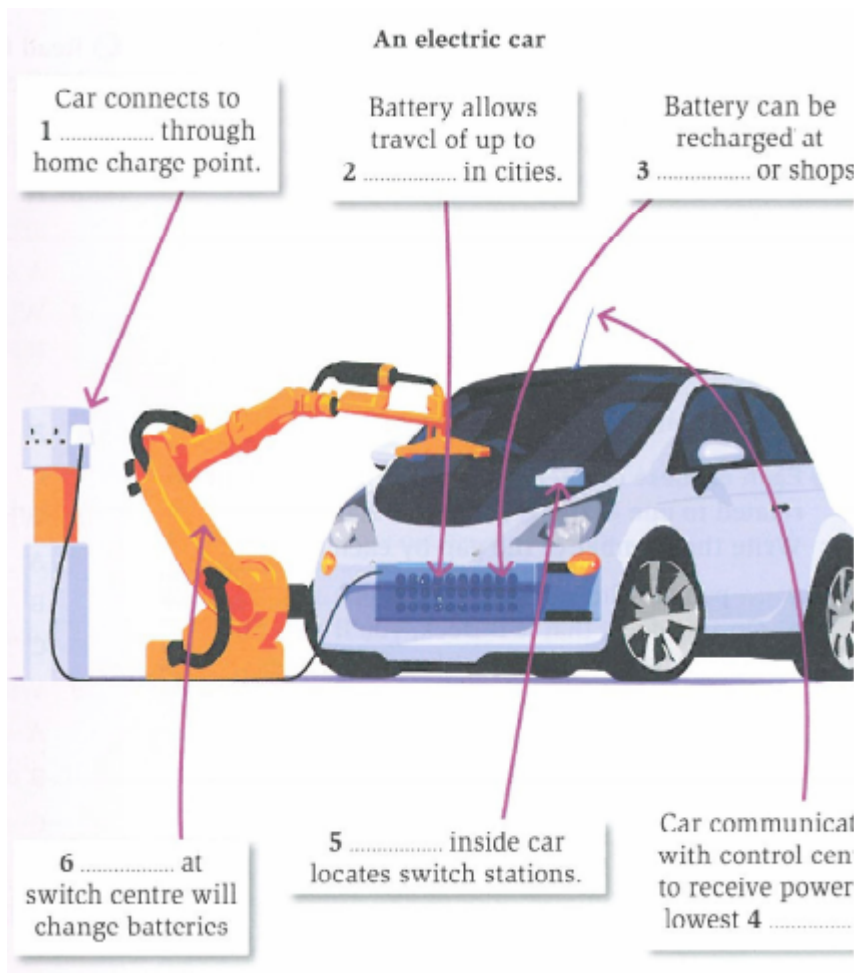 An electric car
Car connects to
1 .................. through
home charge point.
Battery allows
travel of up to
2 .................. in cities.
Battery can be
recharged at
3 .................. or shops
Car communicat
with control cen
to receive power
lowest 4 ..................
5 .................. inside car
locates switch stations.
6 .................. at
switch centre will
change batteries